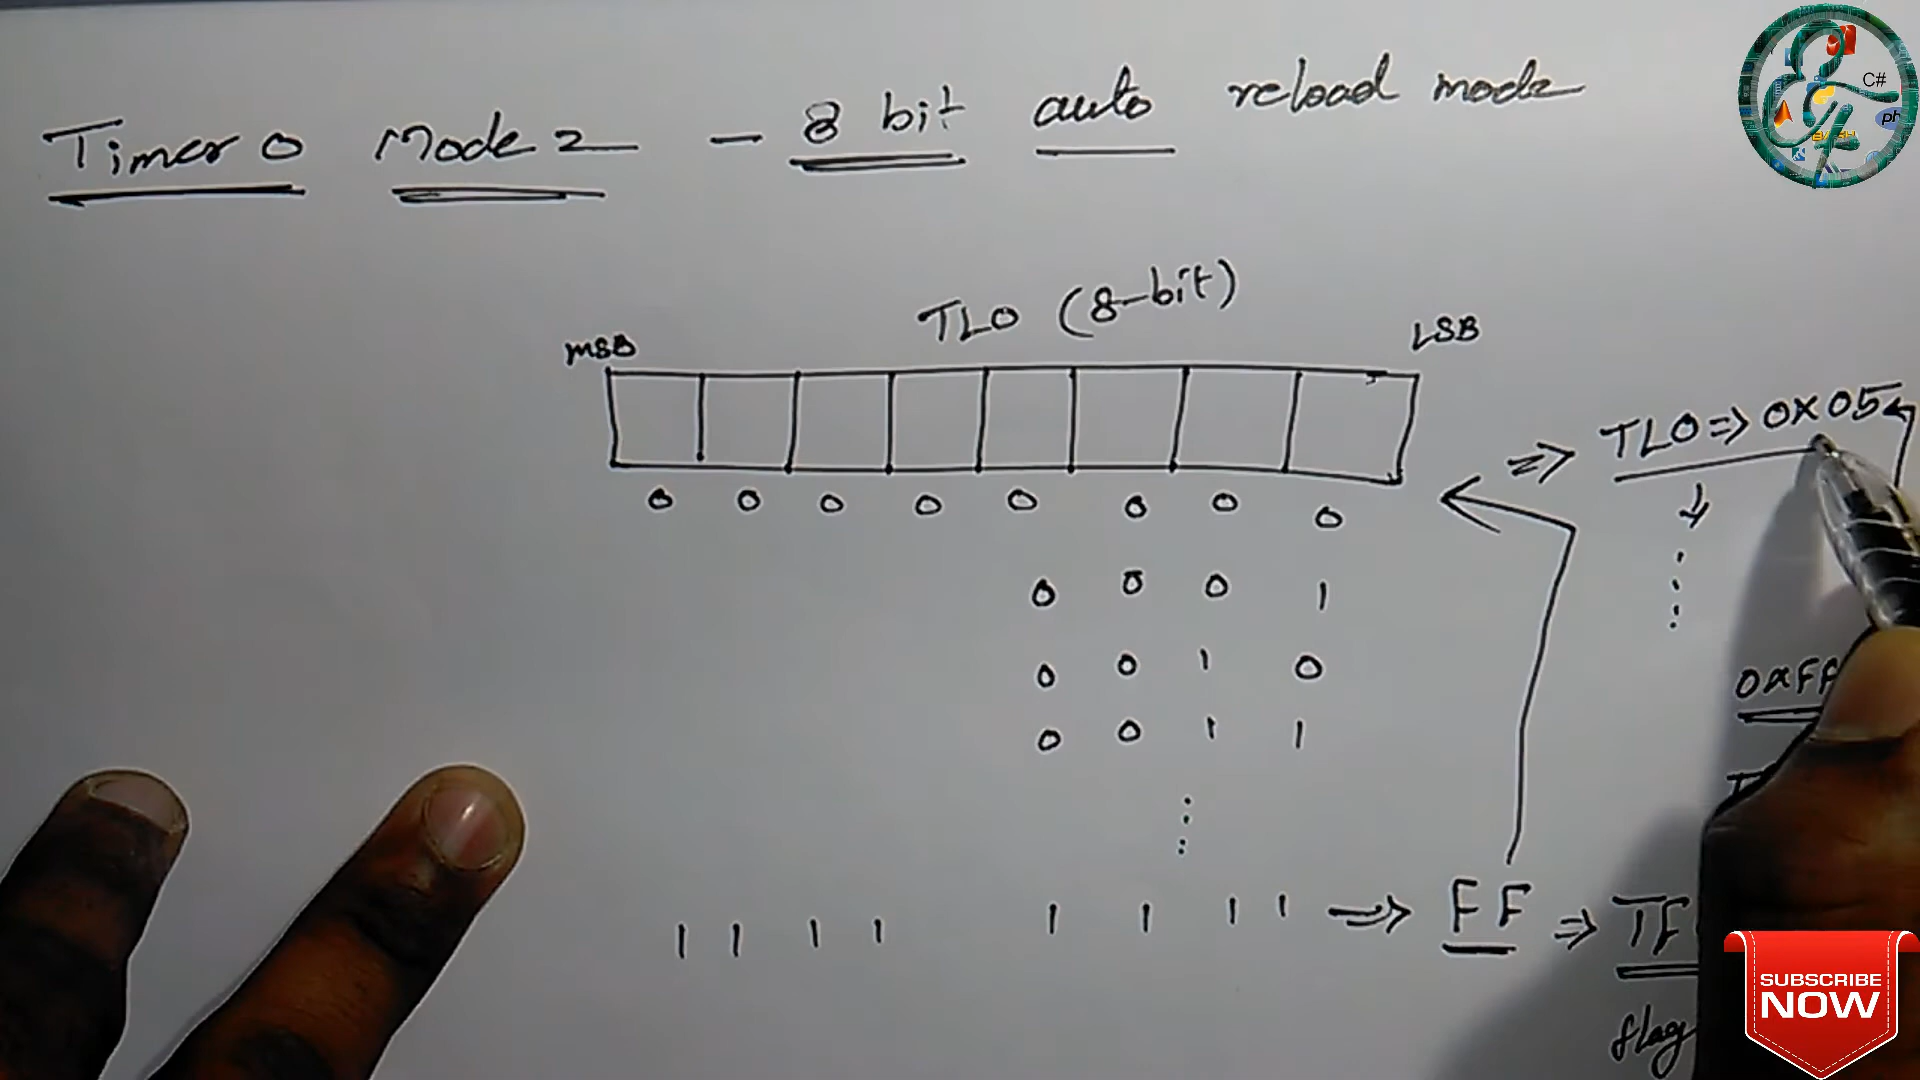 Timer 0 Mode 2 - 8 bit auto reload mode
C#
ph
TL0 (8-bit)
MSB LSB
TL0 => 0x05
0 0 0 0 0 0 0 0
0 0 0 1
0 0 1 0
0xFF
0 0 1 1
1 1 1 1 1 1 1 1 => FF => TF
flag
SUBSCRIBE
NOW